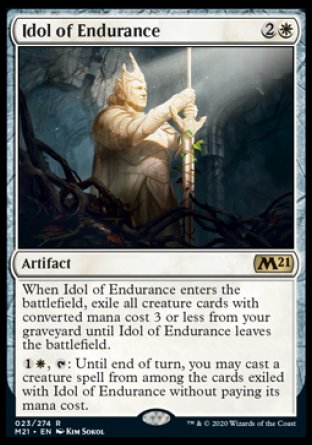 Idol of Endurance 2
Artifact M21
When Idol of Endurance enters the
battlefield, exile all creature cards with
converted mana cost 3 or less from your
graveyard until Idol of Endurance leaves
the battlefield.
1 , : Until end of turn, you may cast a
creature spell from among the cards exiled
with Idol of Endurance without paying its
mana cost.
023/274 R
M21 • EN Kim Sokol
™ & © 2020 Wizards of the Coast